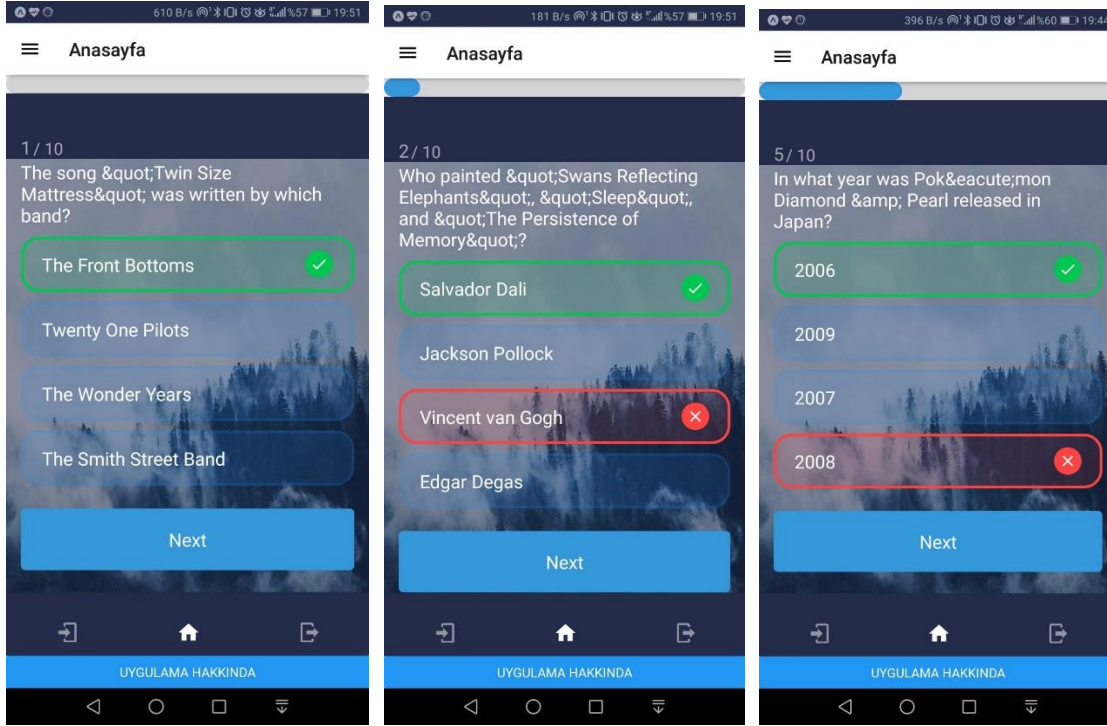 610 B/s %57 19:51
Anasayfa
1 / 10
The song &quot;Twin Size
Mattress&quot; was written by which
band?
The Front Bottoms
Twenty One Pilots
The Wonder Years
The Smith Street Band
Next
UYGULAMA HAKKINDA
181 B/s %57 19:51
Anasayfa
2 / 10
Who painted &quot;Swans Reflecting
Elephants&quot;, &quot;Sleep&quot;,
and &quot;The Persistence of
Memory&quot;?
Salvador Dali
Jackson Pollock
Vincent van Gogh
Edgar Degas
Next
UYGULAMA HAKKINDA
396 B/s %60 19:44
Anasayfa
5 / 10
In what year was Pok&eacute;mon
Diamond &amp; Pearl released in
Japan?
2006
2009
2007
2008
Next
UYGULAMA HAKKINDA